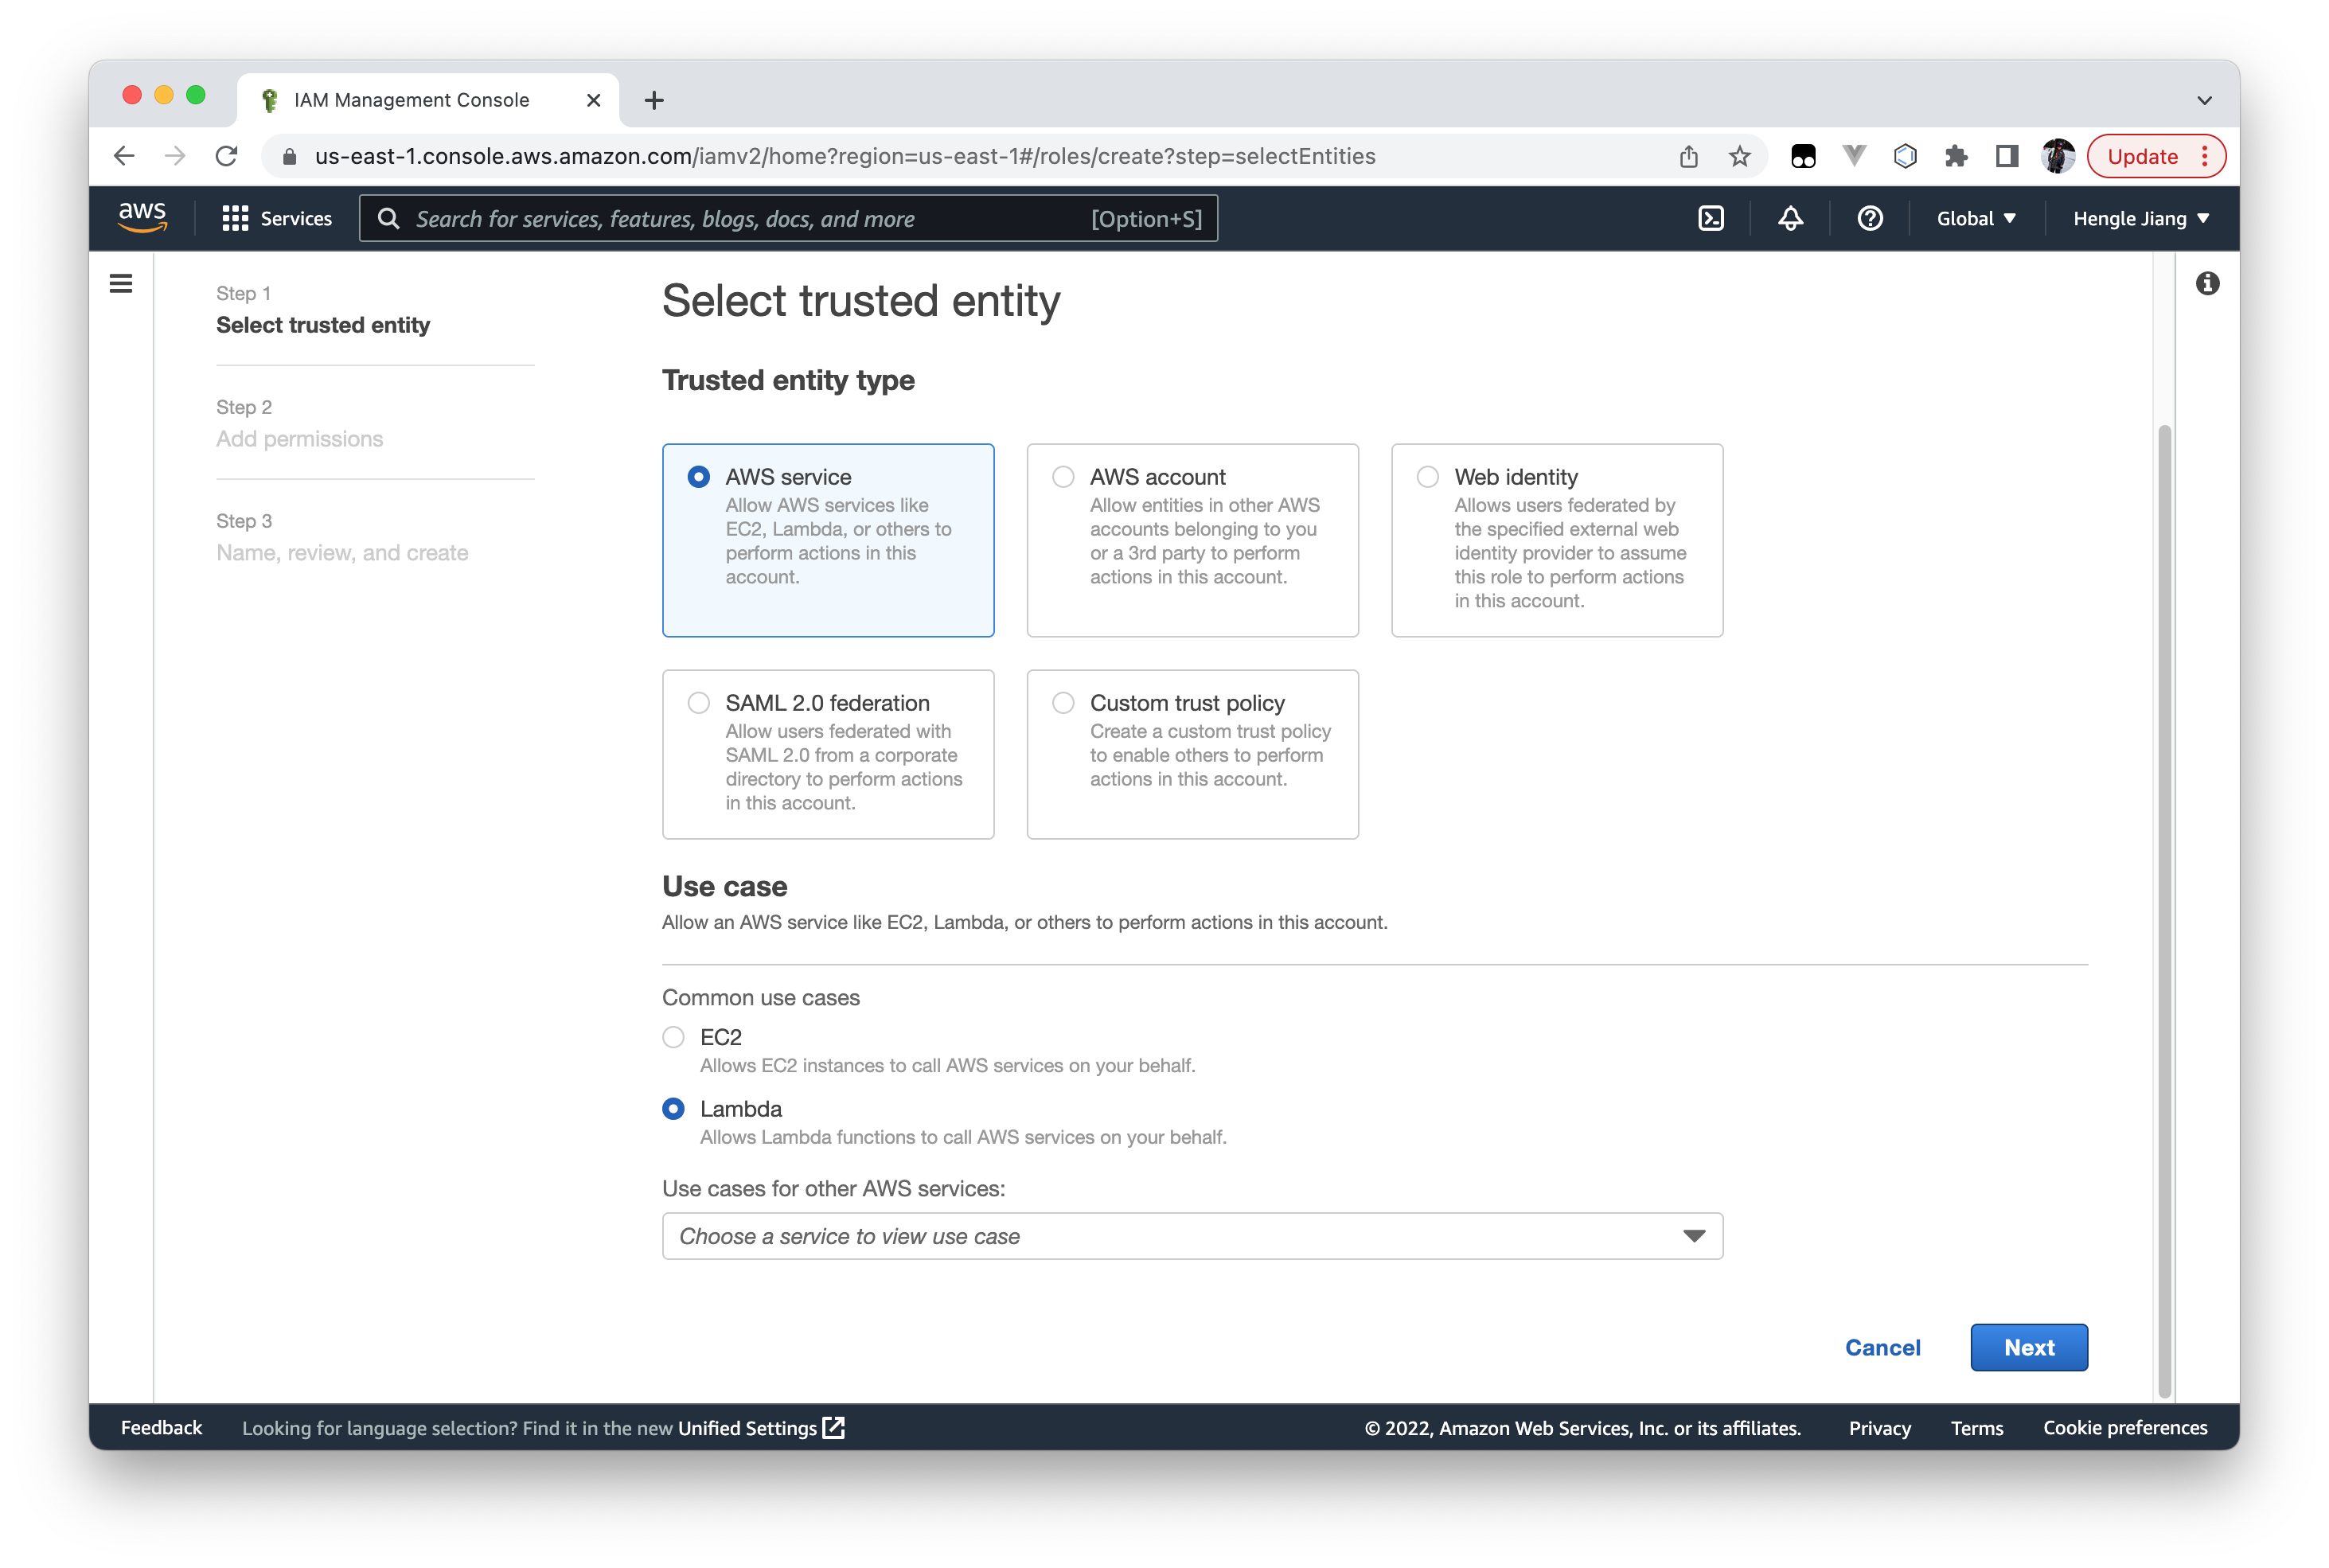 IAM Management Console
us-east-1.console.aws.amazon.com/iamv2/home?region=us-east-1#/roles/create?step=selectEntities
Update
aws
Services
Search for services, features, blogs, docs, and more
[Option+S]
Global
Hengle Jiang
Step 1
Select trusted entity
Step 2
Add permissions
Step 3
Name, review, and create
Select trusted entity
Trusted entity type
AWS service
Allow AWS services like
EC2, Lambda, or others to
perform actions in this
account.
AWS account
Allow entities in other AWS
accounts belonging to you
or a 3rd party to perform
actions in this account.
Web identity
Allows users federated by
the specified external web
identity provider to assume
this role to perform actions
in this account.
SAML 2.0 federation
Allow users federated with
SAML 2.0 from a corporate
directory to perform actions
in this account.
Custom trust policy
Create a custom trust policy
to enable others to perform
actions in this account.
Use case
Allow an AWS service like EC2, Lambda, or others to perform actions in this account.
Common use cases
EC2
Allows EC2 instances to call AWS services on your behalf.
Lambda
Allows Lambda functions to call AWS services on your behalf.
Use cases for other AWS services:
Choose a service to view use case
Cancel
Next
Feedback
Looking for language selection? Find it in the new Unified Settings
© 2022, Amazon Web Services, Inc. or its affiliates.
Privacy
Terms
Cookie preferences